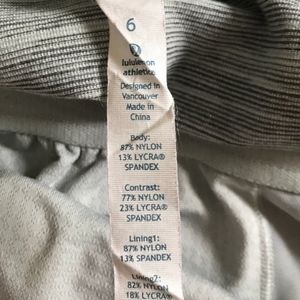 6
lululemon
athletica
Designed in
Vancouver
Made in
China
Body:
87% NYLON
13% LYCRA®
SPANDEX
Contrast:
77% NYLON
23% LYCRA®
SPANDEX
Lining1:
87% NYLON
13% SPANDEX
Lining2:
82% NYLON
18% LYCRA®